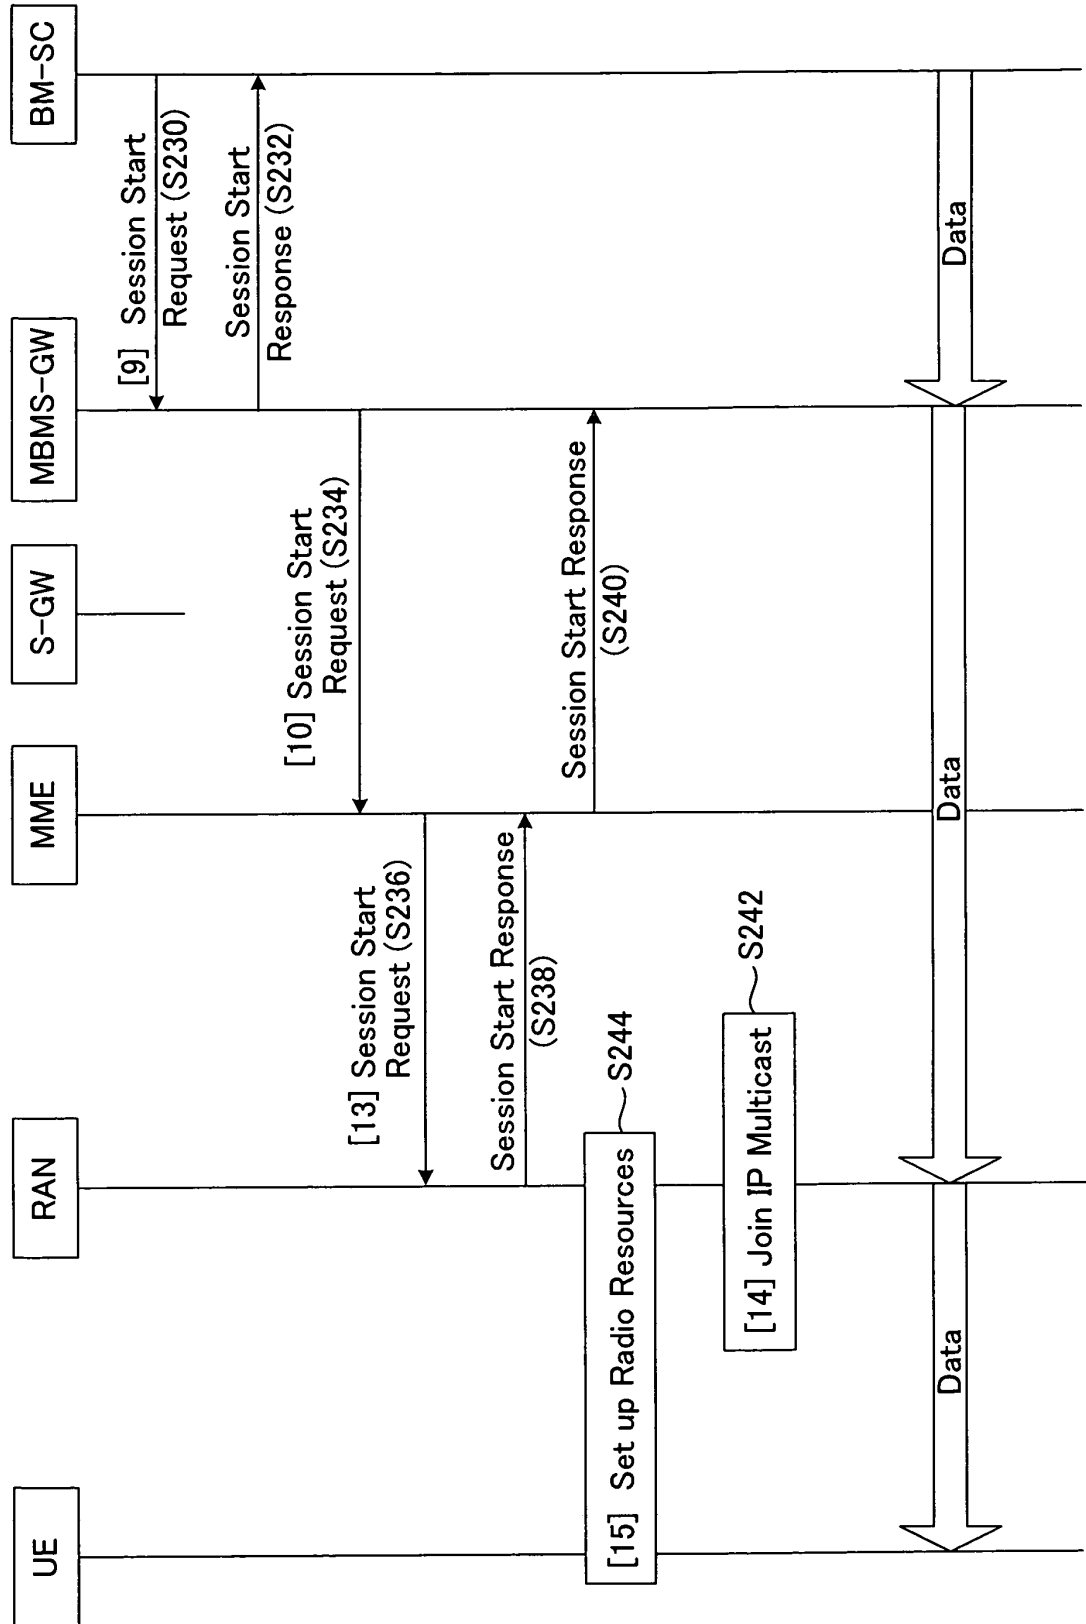 UE
RAN
MME
S-GW
MBMS-GW
BM-SC
[9] Session Start
Request (S230)
Session Start
Response (S232)
[10] Session Start
Request (S234)
[13] Session Start
Request (S236)
Session Start Response
(S238)
Session Start Response
(S240)
[15] Set up Radio Resources
S244
[14] Join IP Multicast
S242
Data
Data
Data